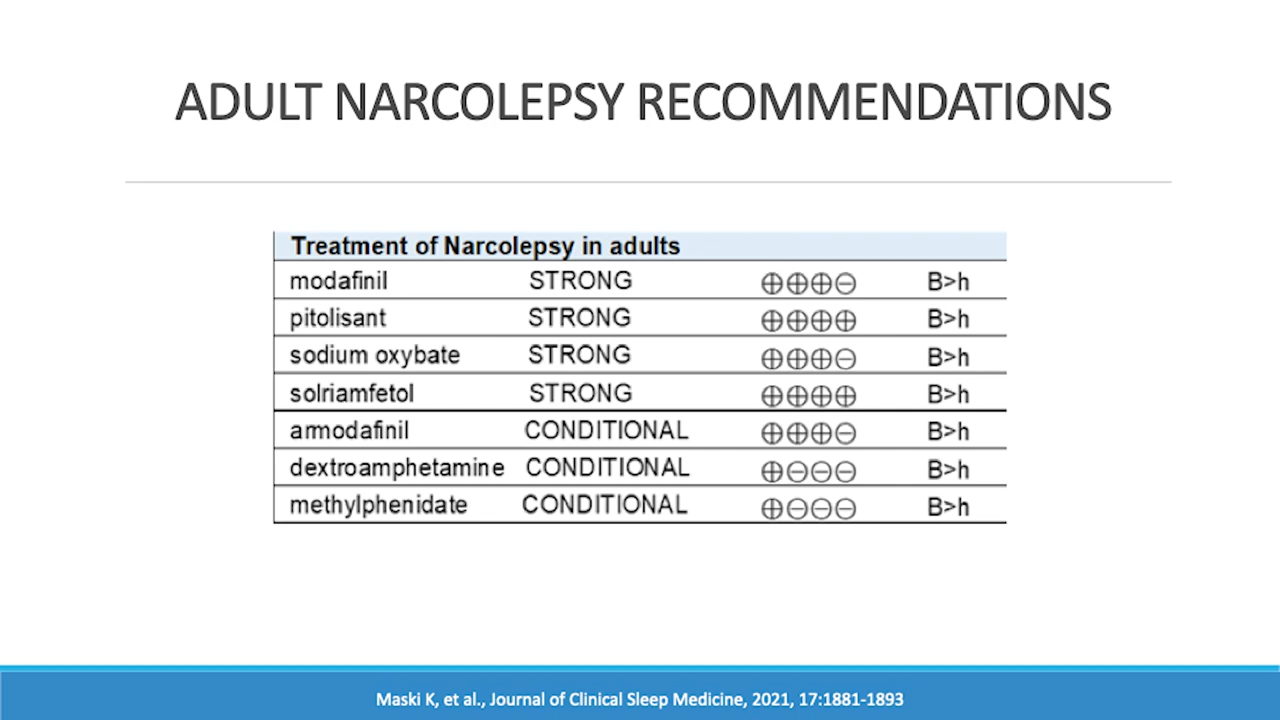 ADULT NARCOLEPSY RECOMMENDATIONS
Treatment of Narcolepsy in adults
modafinil STRONG ⊕⊕⊕⊖ B>h
pitolisant STRONG ⊕⊕⊕⊕ B>h
sodium oxybate STRONG ⊕⊕⊕⊖ B>h
solriamfetol STRONG ⊕⊕⊕⊕ B>h
armodafinil CONDITIONAL ⊕⊕⊕⊖ B>h
dextroamphetamine CONDITIONAL ⊕⊖⊖⊖ B>h
methylphenidate CONDITIONAL ⊕⊖⊖⊖ B>h
Maski K, et al., Journal of Clinical Sleep Medicine, 2021, 17:1881-1893